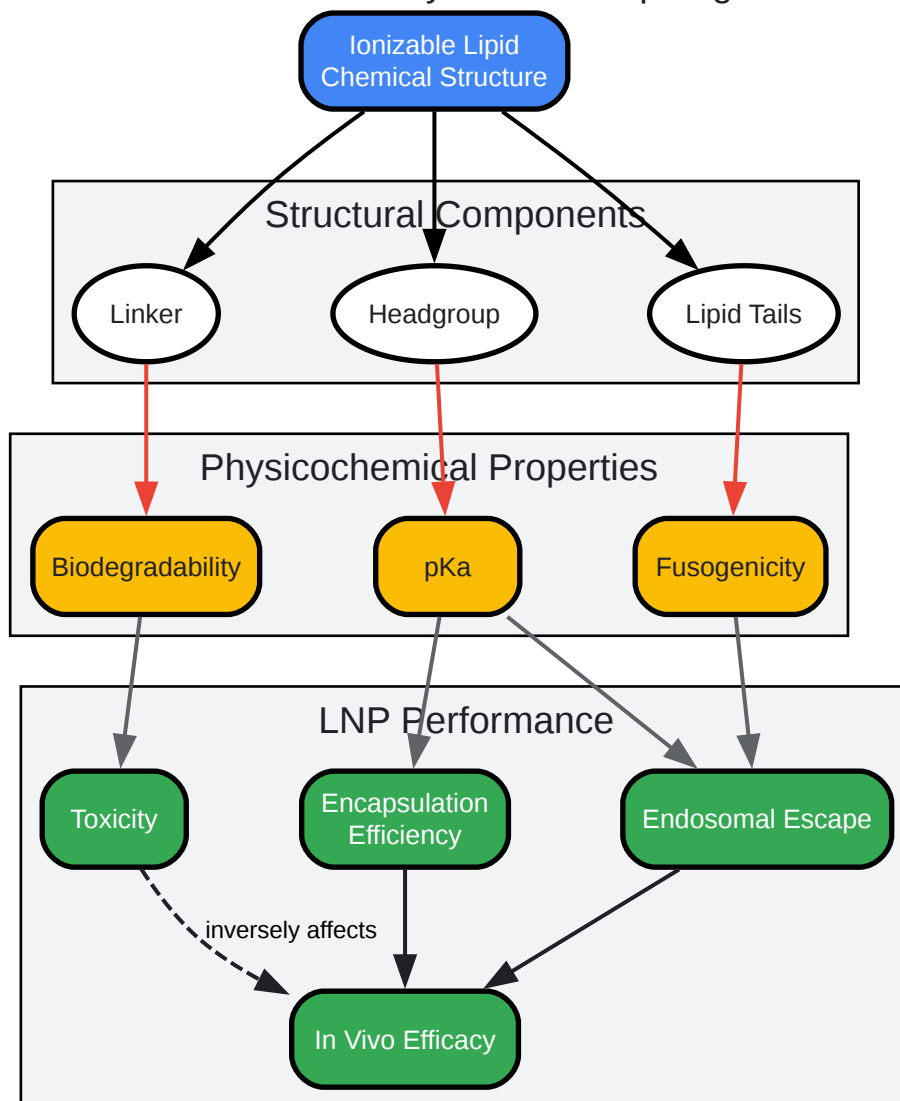 Ionizable Lipid
Chemical Structure
Structural Components
Linker
Headgroup
Lipid Tails
Physicochemical Properties
Biodegradability
pKa
Fusogenicity
LNP Performance
Toxicity
Encapsulation
Efficiency
Endosomal Escape
inversely affects
In Vivo Efficacy